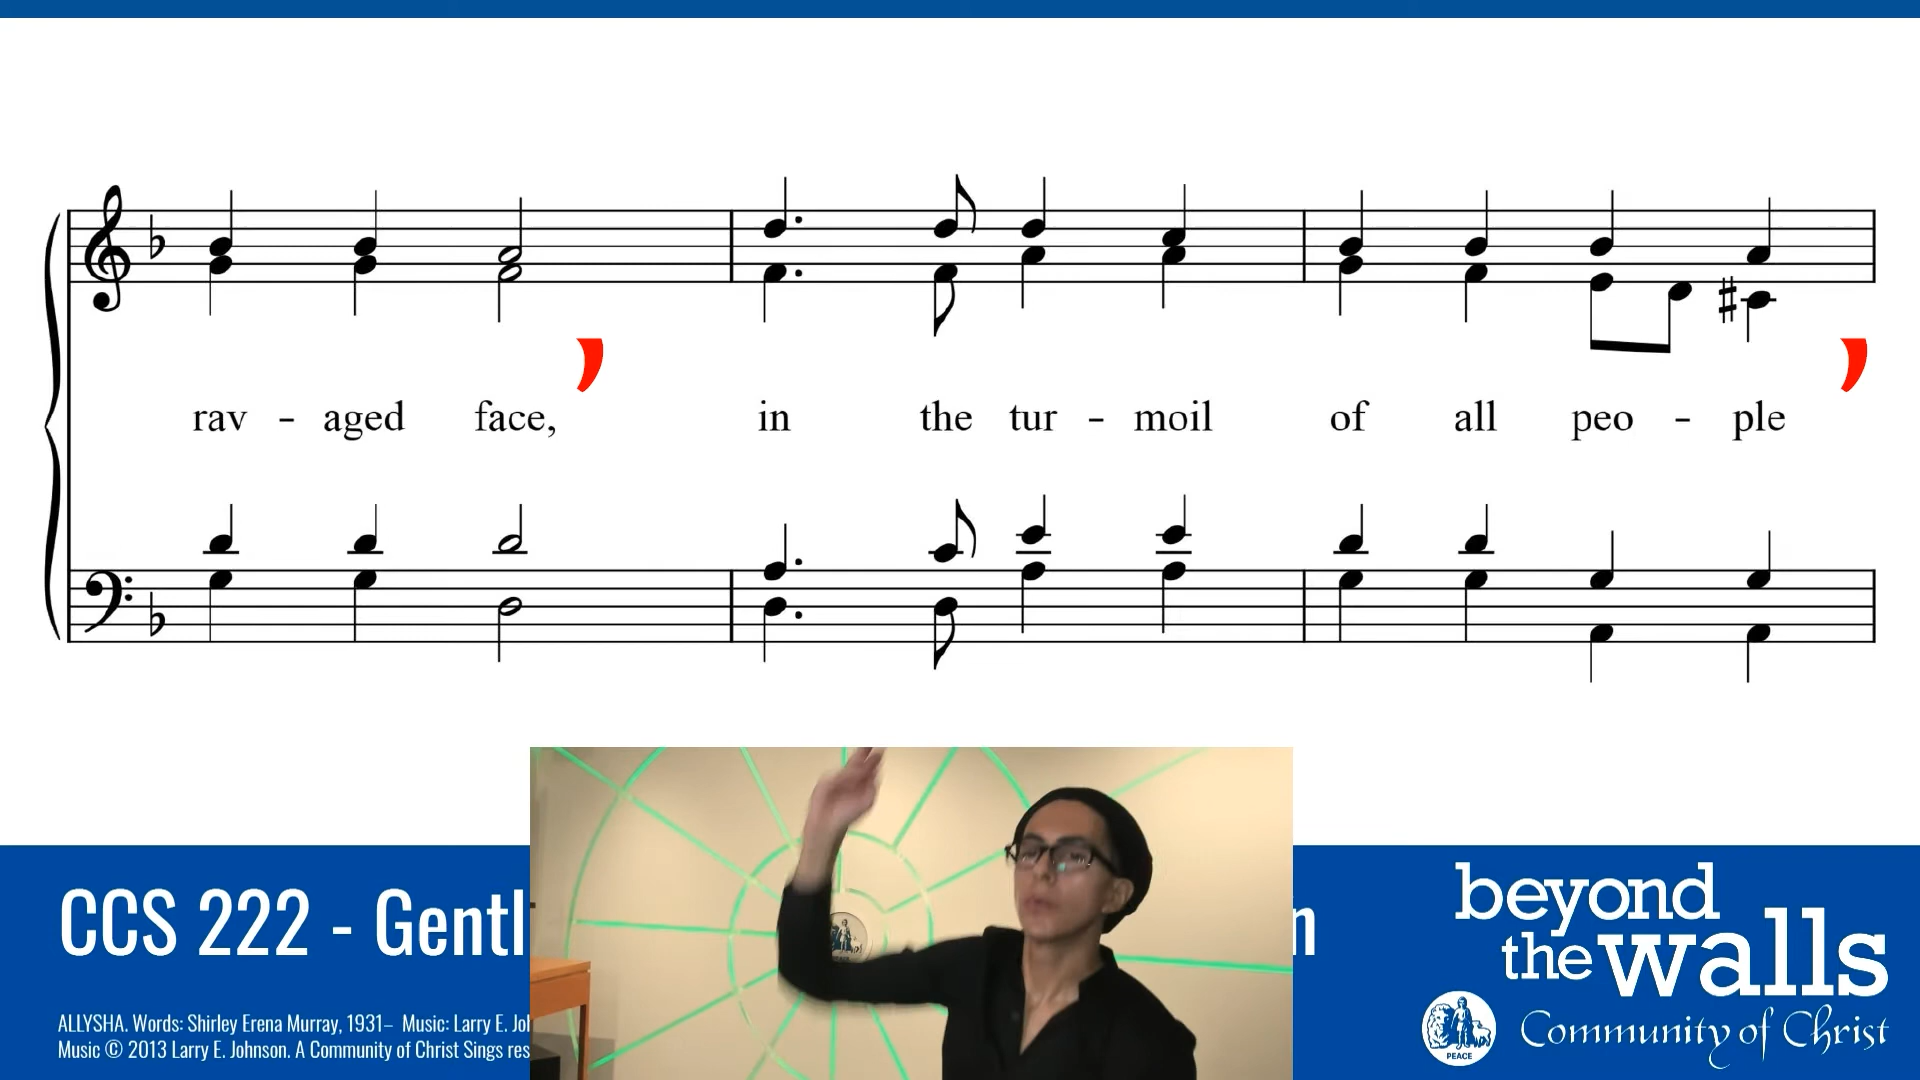 rav - aged face, in the tur - moil of all peo - ple
CCS 222 - Gentl n
ALLYSHA. Words: Shirley Erena Murray, 1931– Music: Larry E. Jo
Music © 2013 Larry E. Johnson. A Community of Christ Sings res
beyond
the walls
PEACE
Community of Christ